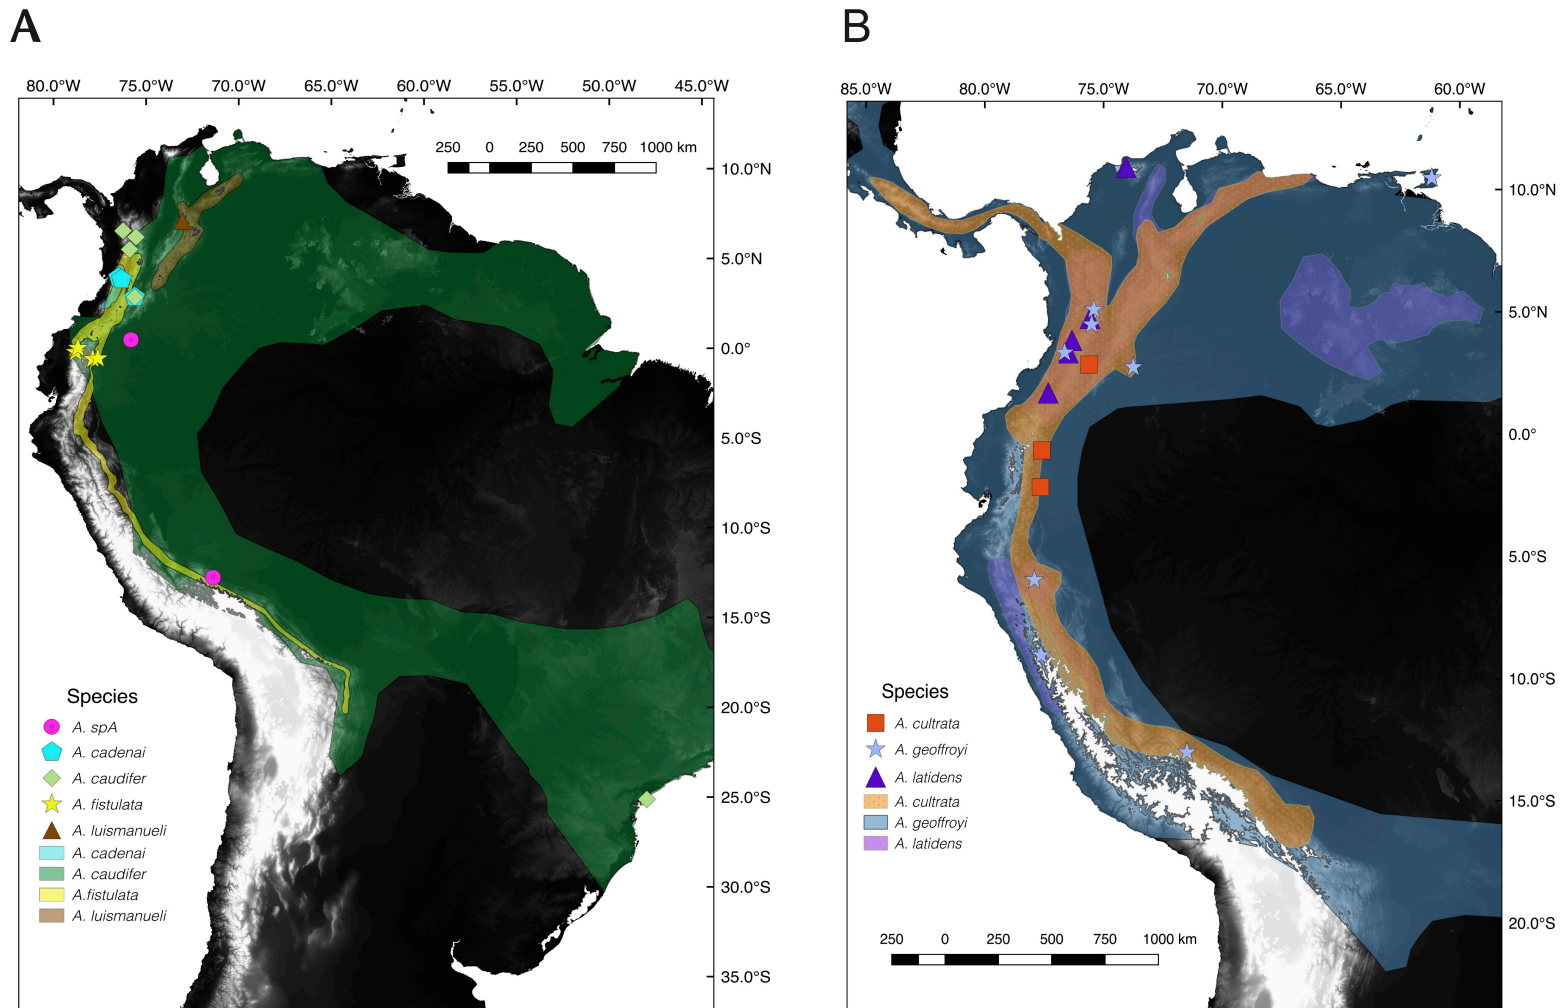 A
80.0°W 75.0°W 70.0°W 65.0°W 60.0°W 55.0°W 50.0°W 45.0°W
250 0 250 500 750 1000 km
10.0°N
5.0°N
0.0°
5.0°S
10.0°S
15.0°S
20.0°S
25.0°S
30.0°S
35.0°S
Species
A. spA
A. cadenai
A. caudifer
A. fistulata
A. luismanueli
A. cadenai
A. caudifer
A.fistulata
A. luismanueli
B
85.0°W 80.0°W 75.0°W 70.0°W 65.0°W 60.0°W
10.0°N
5.0°N
0.0°
5.0°S
10.0°S
15.0°S
20.0°S
Species
A. cultrata
A. geoffroyi
A. latidens
A. cultrata
A. geoffroyi
A. latidens
250 0 250 500 750 1000 km